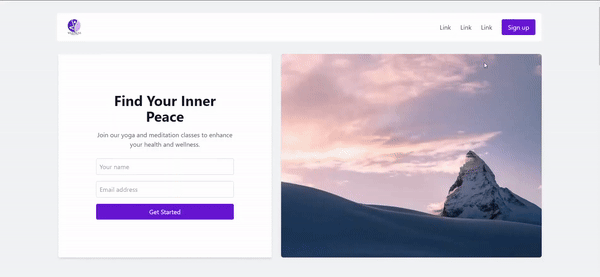 Link Link Link Sign up
Find Your Inner
Peace
Join our yoga and meditation classes to enhance
your health and wellness.
Your name
Email address
Get Started